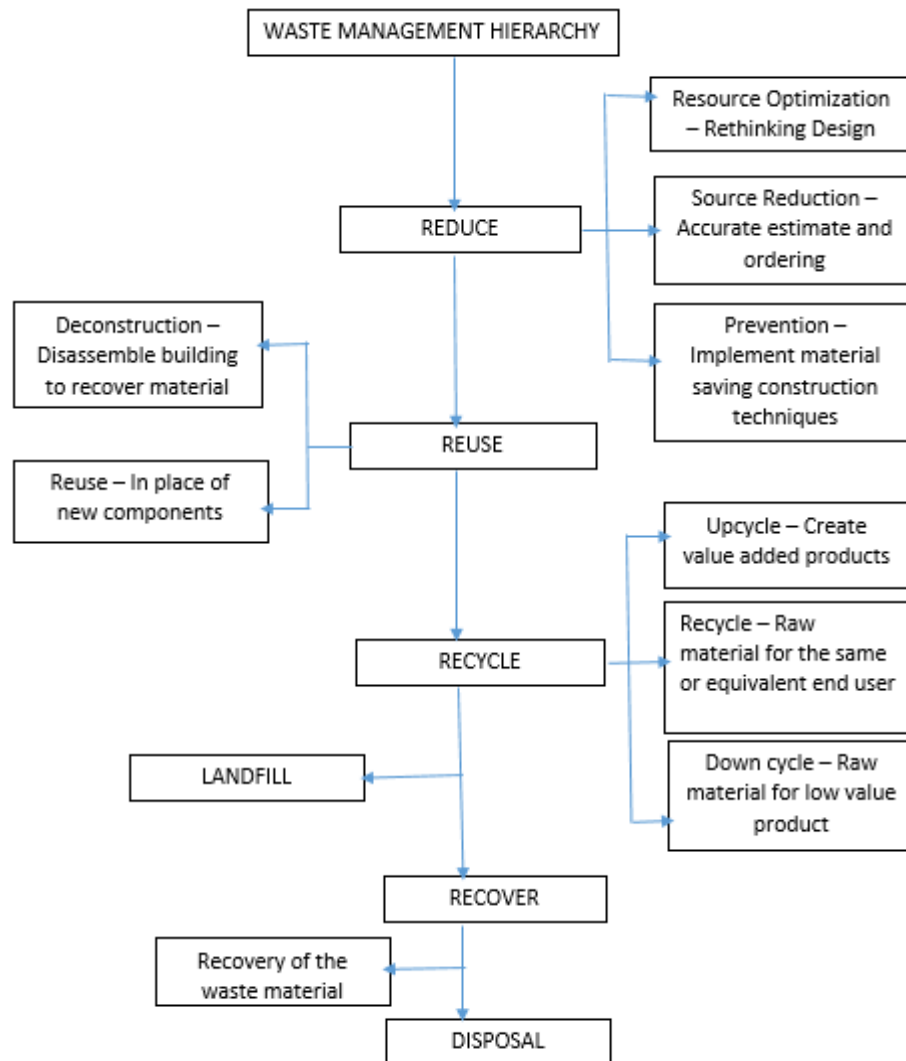 WASTE MANAGEMENT HIERARCHY
Resource Optimization
– Rethinking Design
Source Reduction –
Accurate estimate and
ordering
REDUCE
Prevention –
Implement material
saving construction
techniques
Deconstruction –
Disassemble building
to recover material
REUSE
Reuse – In place of
new components
Upcycle – Create
value added products
Recycle – Raw
material for the same
or equivalent end user
RECYCLE
Down cycle – Raw
material for low value
product
LANDFILL
RECOVER
Recovery of the
waste material
DISPOSAL